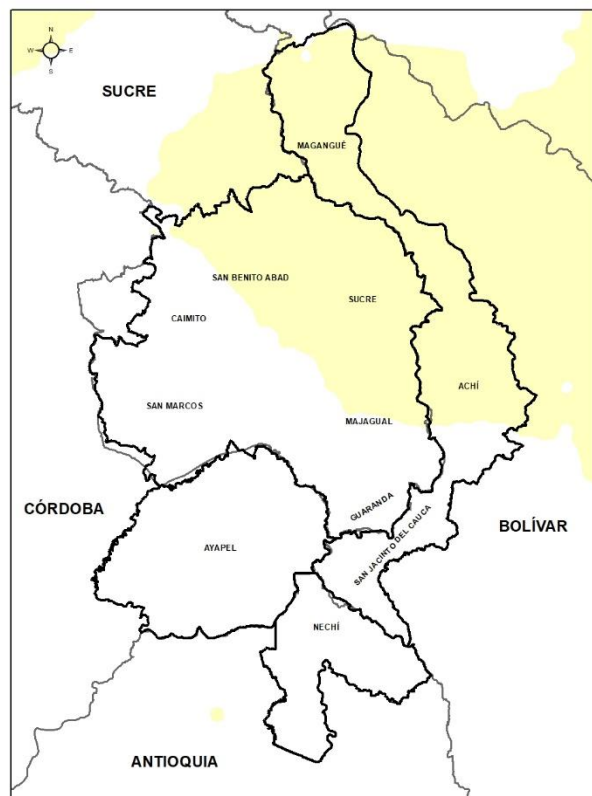 N
W E
S
SUCRE
MAGANGUÉ
SAN BENITO ABAD
SUCRE
CAIMITO
ACHÍ
SAN MARCOS
MAJAGUAL
GUARANDA
CÓRDOBA
BOLÍVAR
SAN JACINTO DEL CAUCA
AYAPEL
NECHÍ
ANTIOQUIA